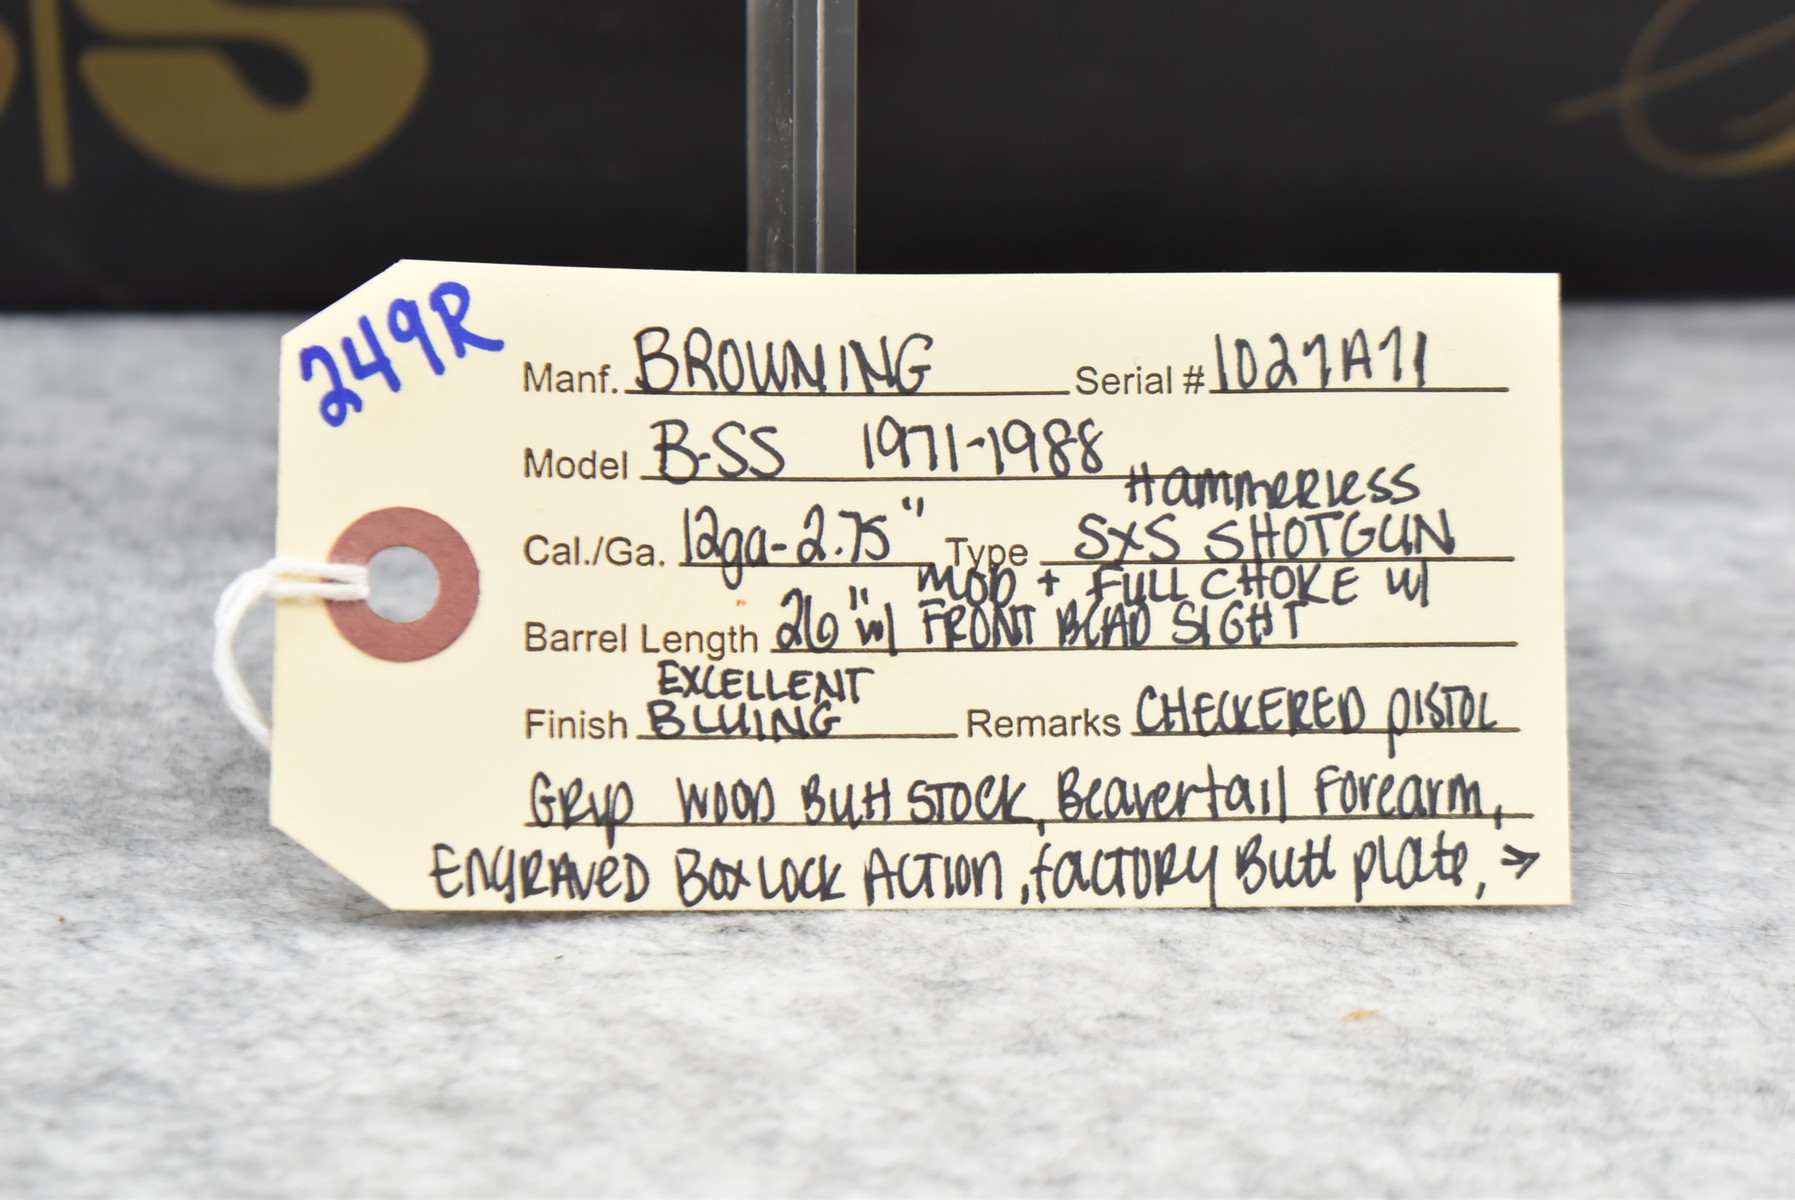 249R
Manf. BROWNING Serial # 1027A71
Model B-SS 1971-1988
Hammerless
Cal./Ga. 12ga-2.75" Type SxS SHOTGUN
MOD + FULL CHOKE w/
Barrel Length 26" w/ FRONT BEAD SIGHT
EXCELLENT
Finish BLUING Remarks CHECKERED PISTOL
GRIP WOOD Butt STOCK, Beavertail Forearm,
ENGRAVED BOXLOCK ACTION, factory Butt plate, →